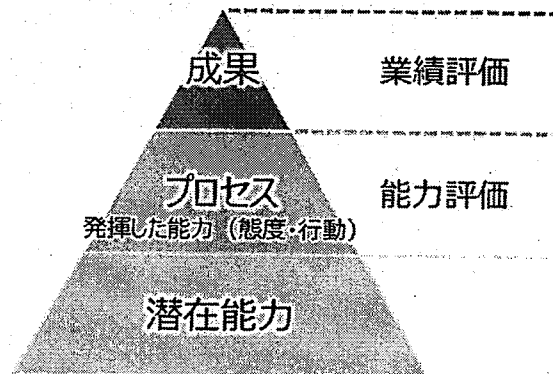 成果
業績評価
プロセス
発揮した能力（態度・行動）
能力評価
潜在能力